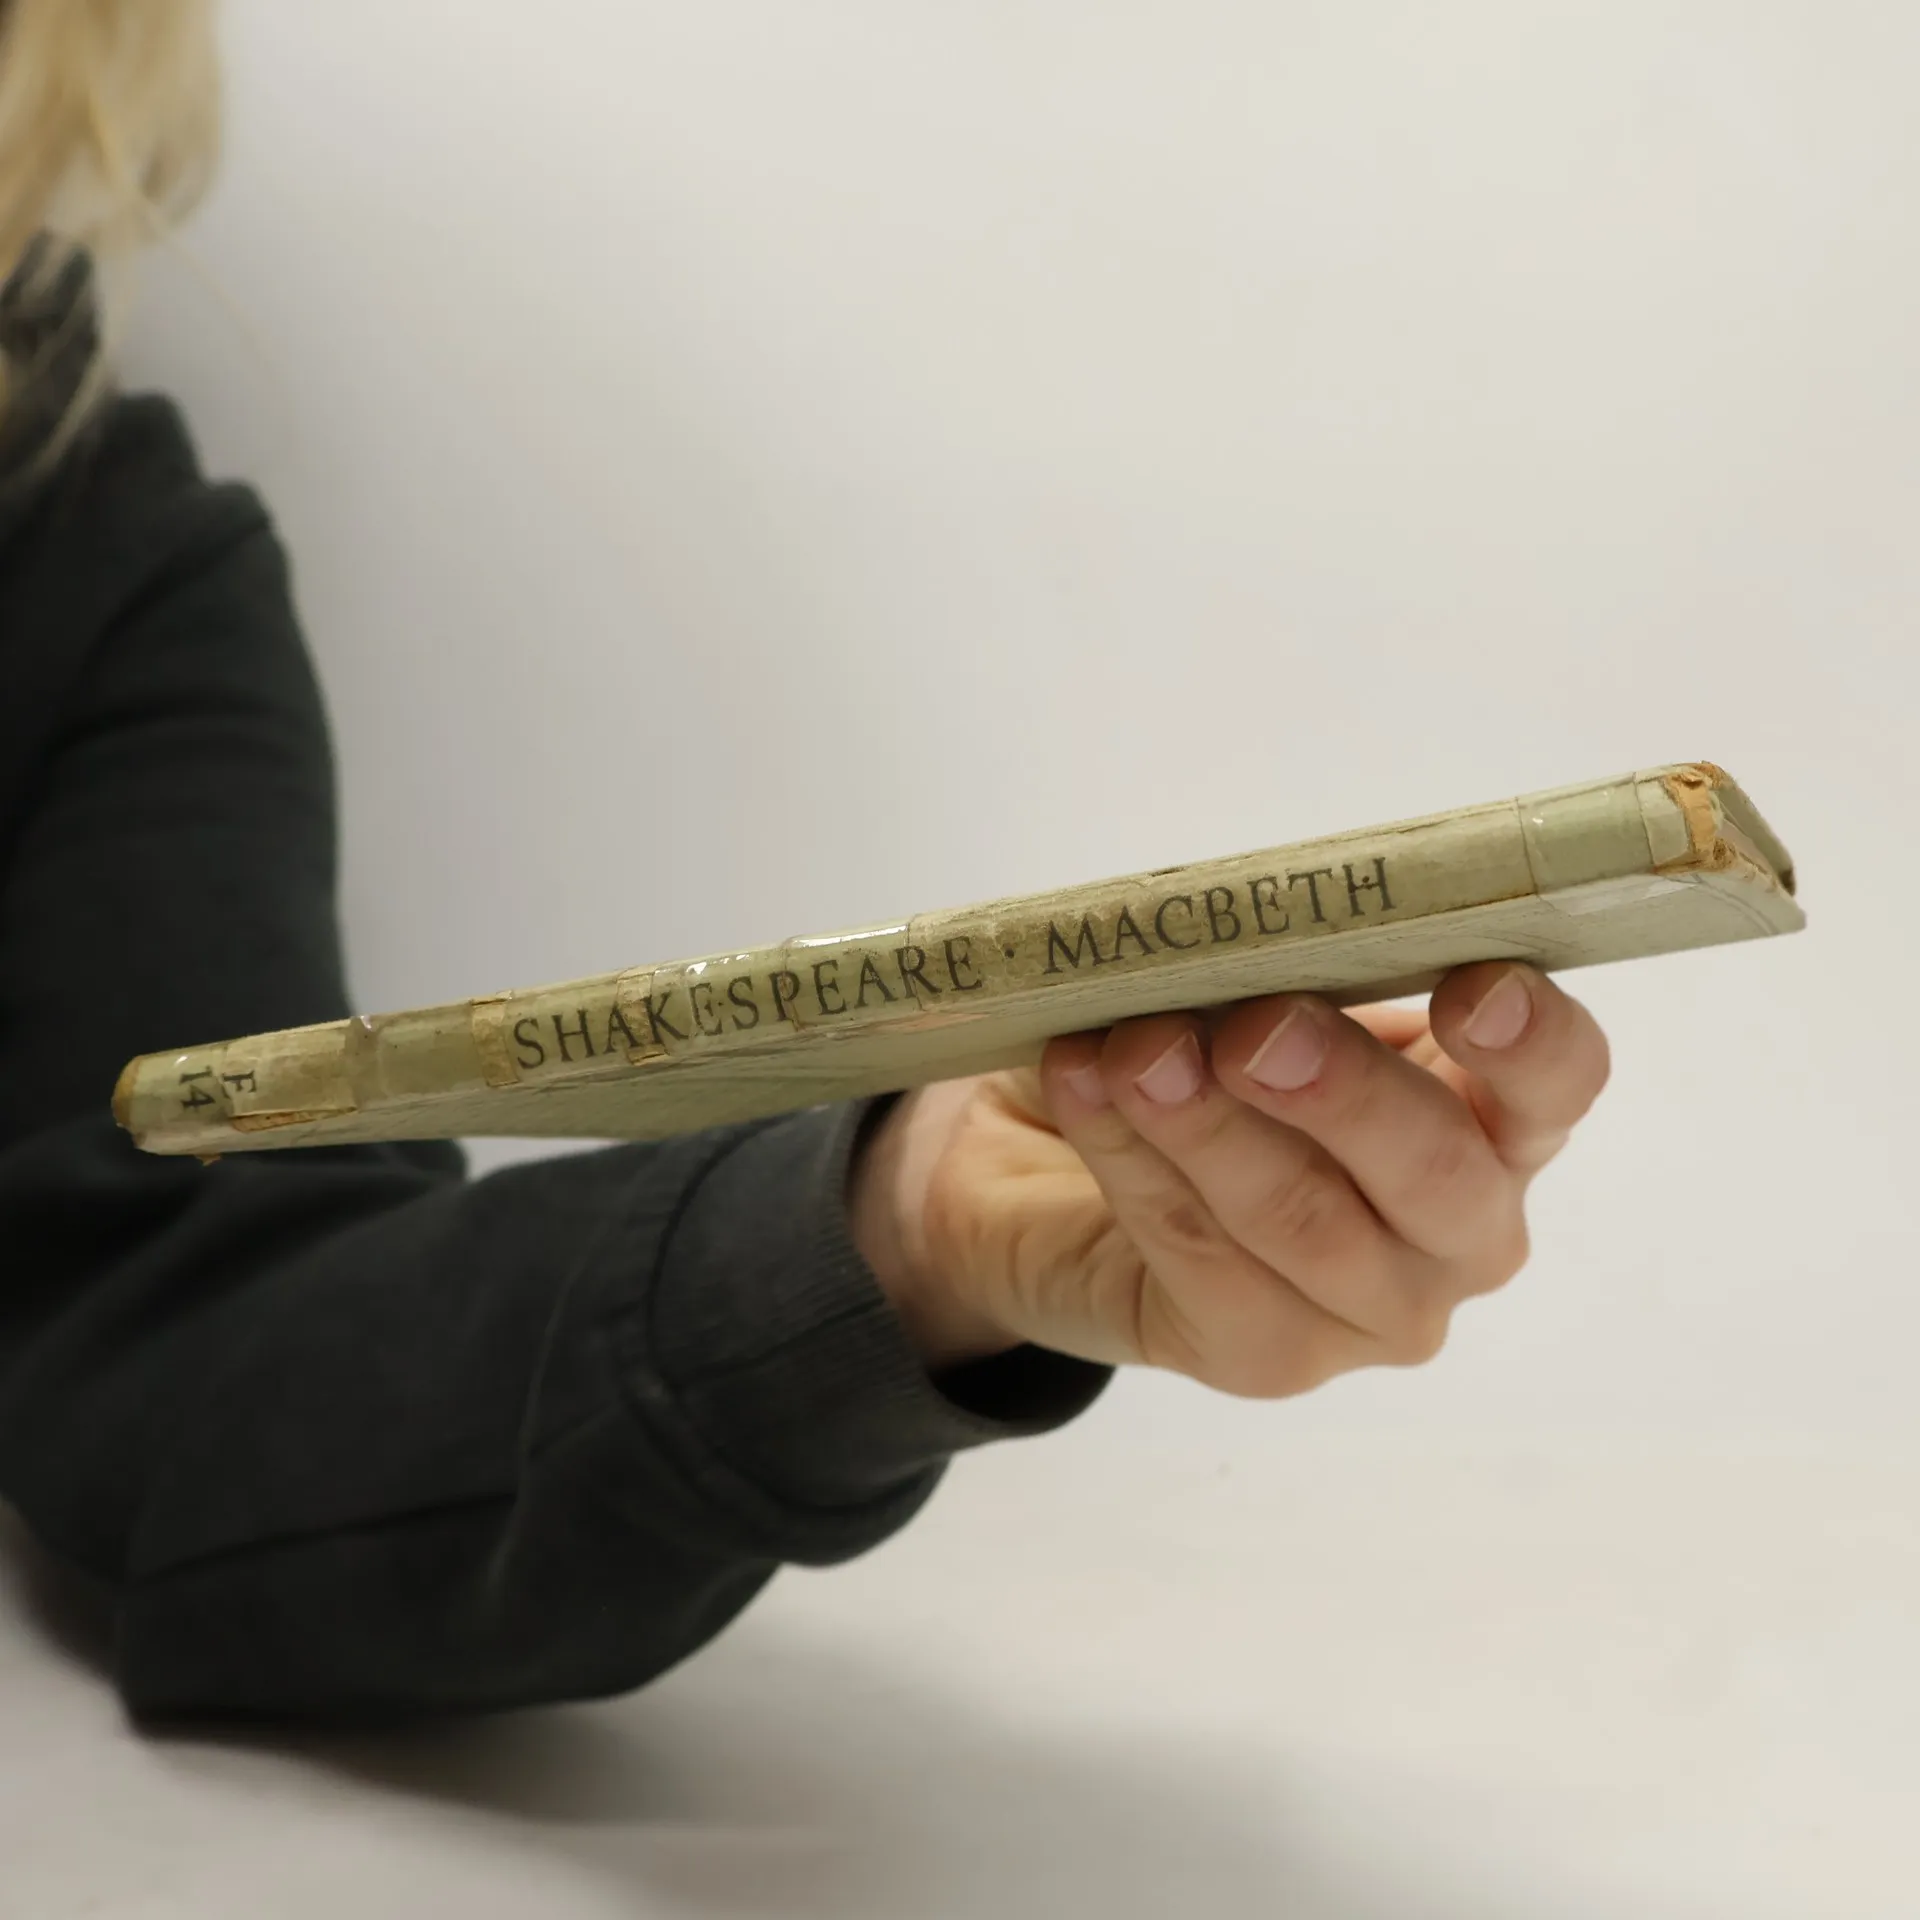 SHAKESPEARE · MACBETH
F
14